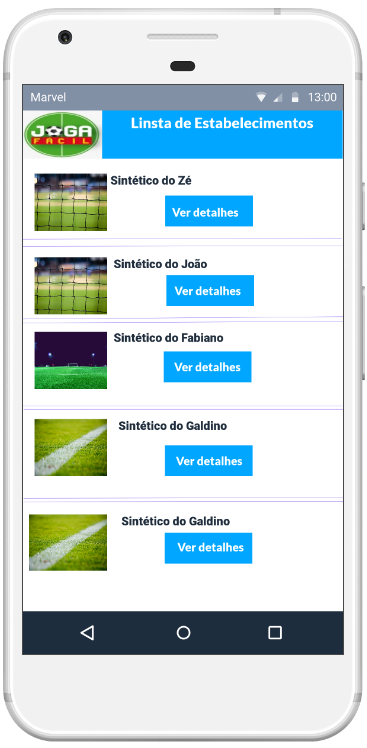 Marvel
13:00
JOGA
FÁCIL
Linsta de Estabelecimentos
Sintético do Zé
Ver detalhes
Sintético do João
Ver detalhes
Sintético do Fabiano
Ver detalhes
Sintético do Galdino
Ver detalhes
Sintético do Galdino
Ver detalhes